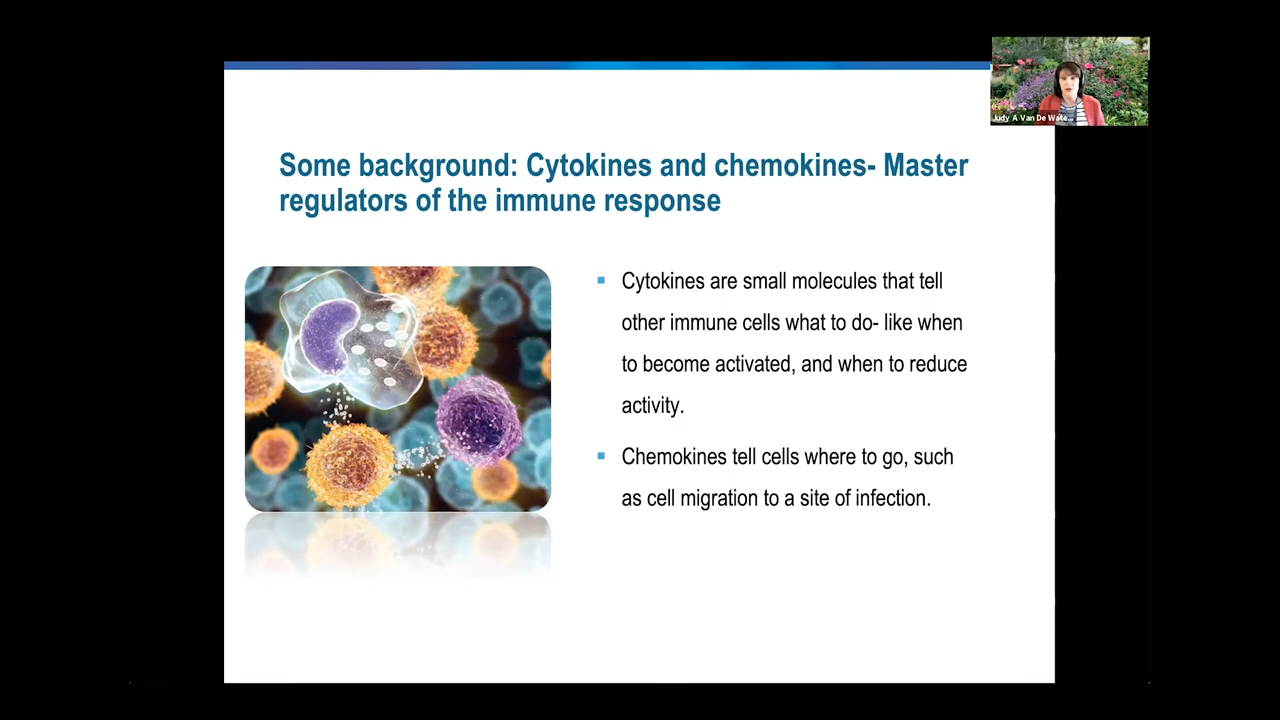 Judy A Van De Wate...
Some background: Cytokines and chemokines- Master
regulators of the immune response
▪ Cytokines are small molecules that tell
other immune cells what to do- like when
to become activated, and when to reduce
activity.
▪ Chemokines tell cells where to go, such
as cell migration to a site of infection.